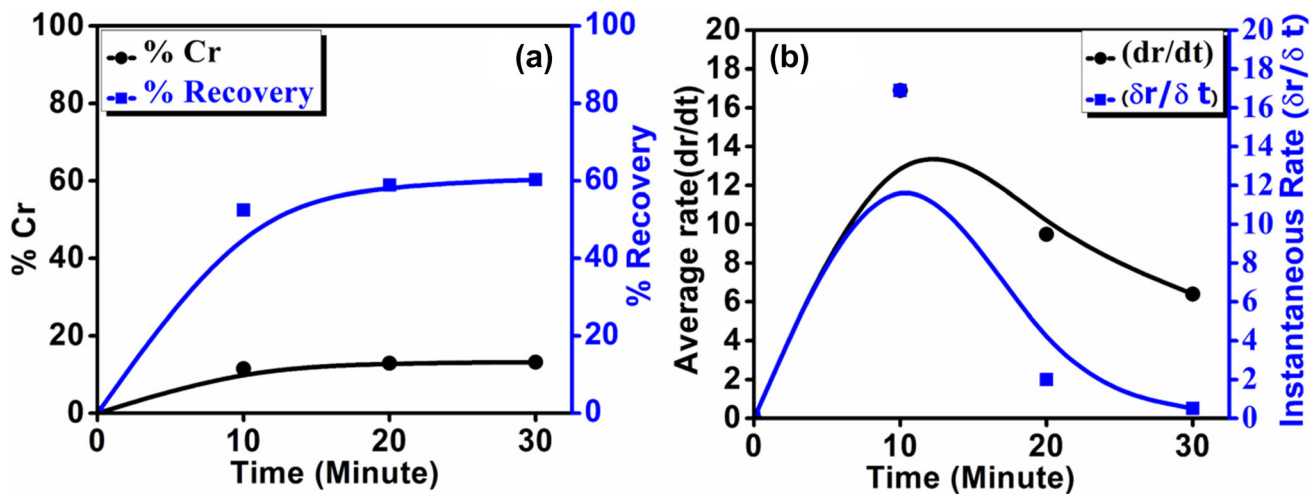 (a)
% Cr
% Recovery
100
80
60
40
20
0
% Cr
100
80
60
40
20
0
% Recovery
0 10 20 30
Time (Minute)
(b)
(dr/dt)
(δr/δ t)
20
18
16
14
12
10
8
6
4
2
0
Average rate(dr/dt)
20
18
16
14
12
10
8
6
4
2
0
Instantaneous Rate (δr/δ t)
0 10 20 30
Time (Minute)